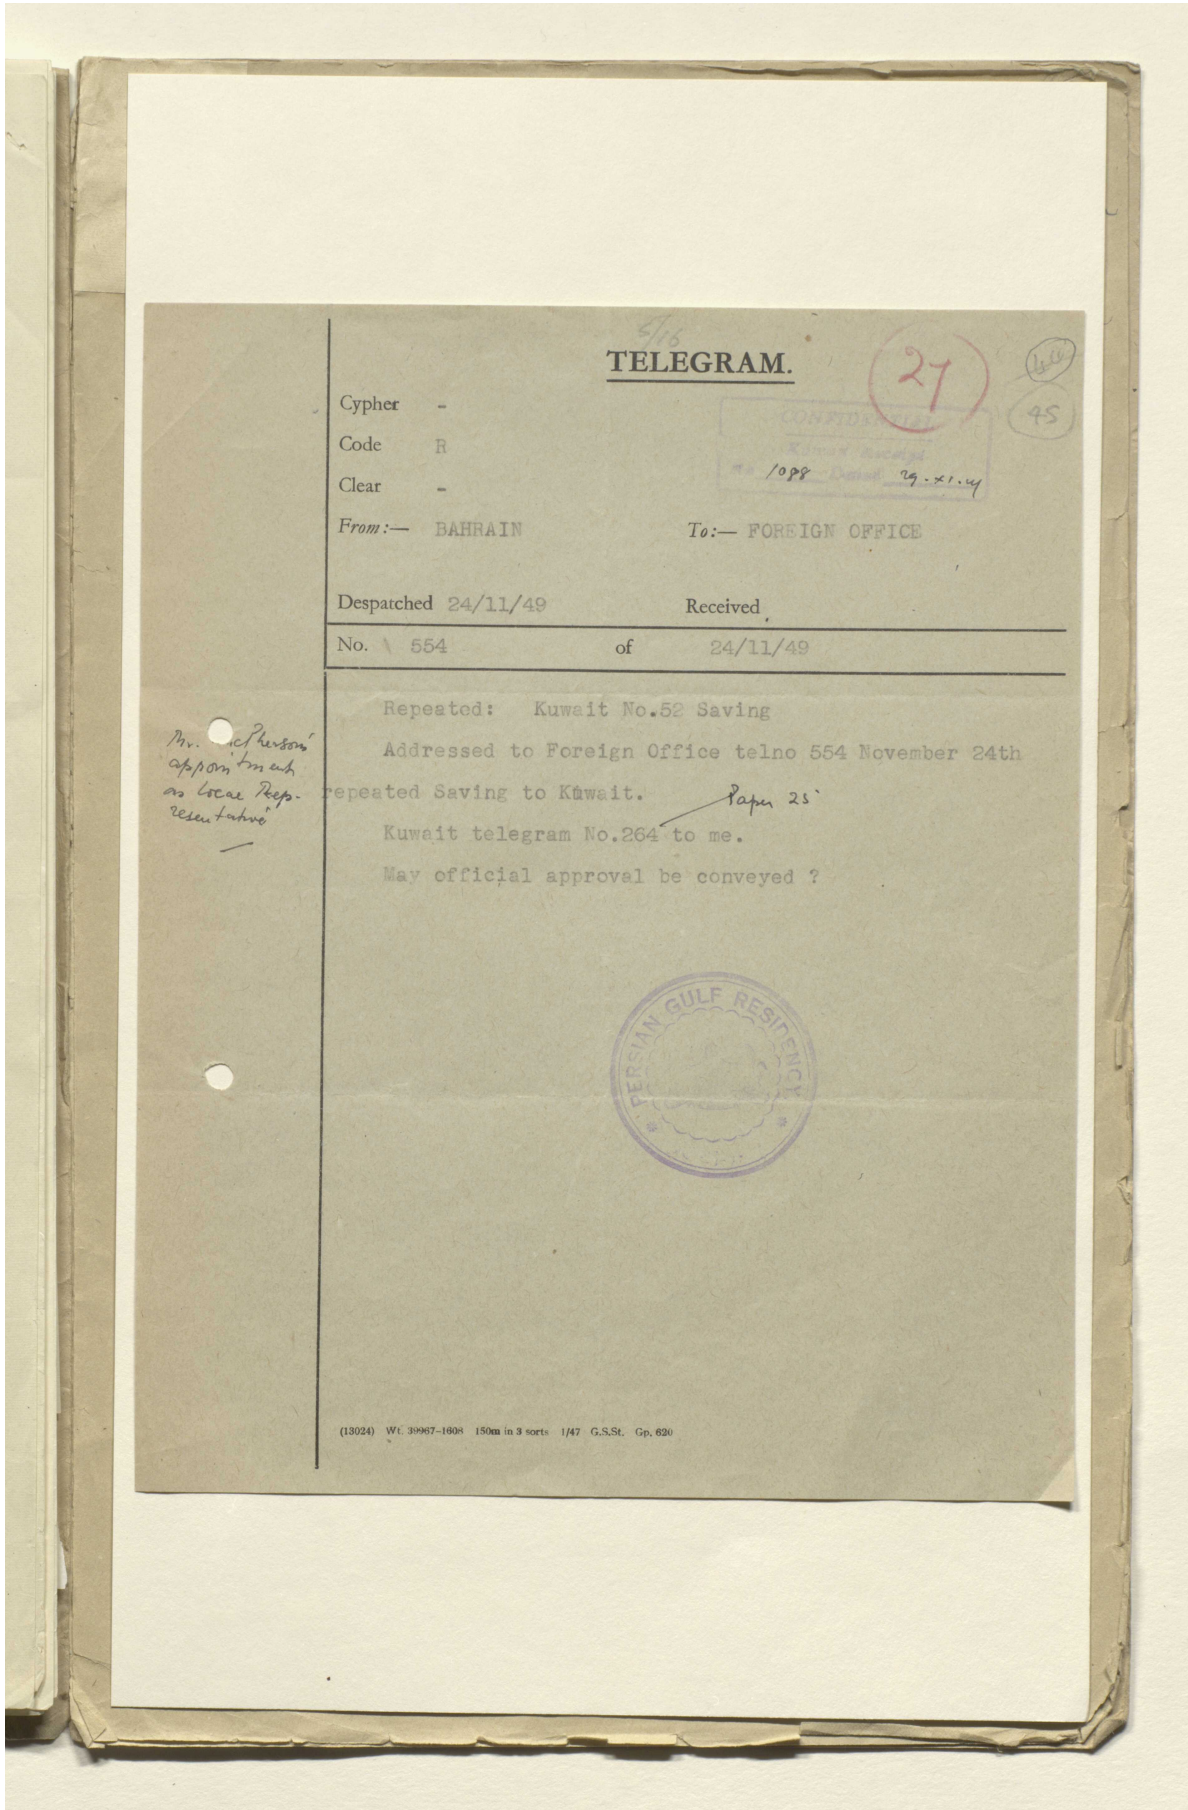 5/16
TELEGRAM.
27
45
Cypher -
CONFIDENTIAL
Code R
Kuwait Receipt
Clear -
No 1088 Dated 29.XI.49
From:— BAHRAIN To:— FOREIGN OFFICE
Despatched 24/11/49 Received
No. 554 of 24/11/49
Repeated: Kuwait No.52 Saving
Addressed to Foreign Office telno 554 November 24th
repeated Saving to Kuwait.
Paper 25
Kuwait telegram No.264 to me.
May official approval be conveyed ?
Mr. cPherson's
appointment
as Local Rep-
resentative
PERSIAN GULF RESIDENCY
(13024) Wt. 39967-1608 150m in 3 sorts 1/47 G.S.St. Gp. 620